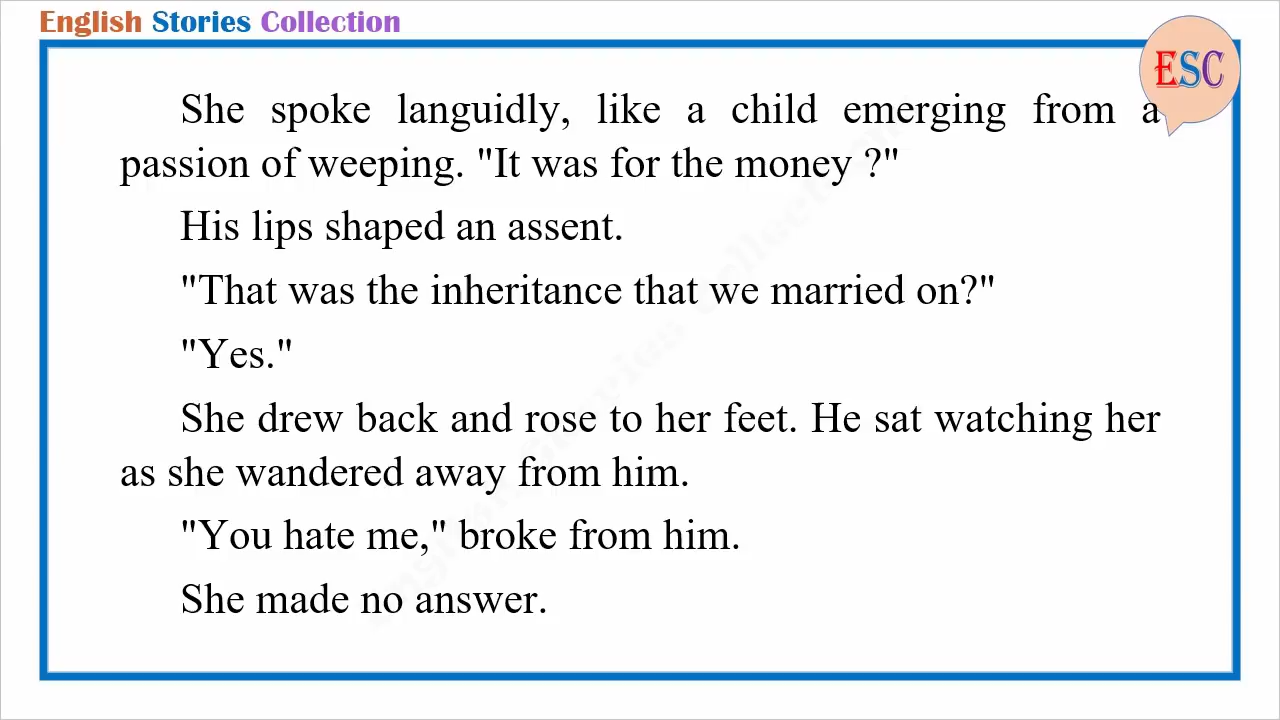 English Stories Collection
ESC
She spoke languidly, like a child emerging from a
passion of weeping. "It was for the money ?"
His lips shaped an assent.
"That was the inheritance that we married on?"
"Yes."
She drew back and rose to her feet. He sat watching her
as she wandered away from him.
"You hate me," broke from him.
She made no answer.
English Stories Collection